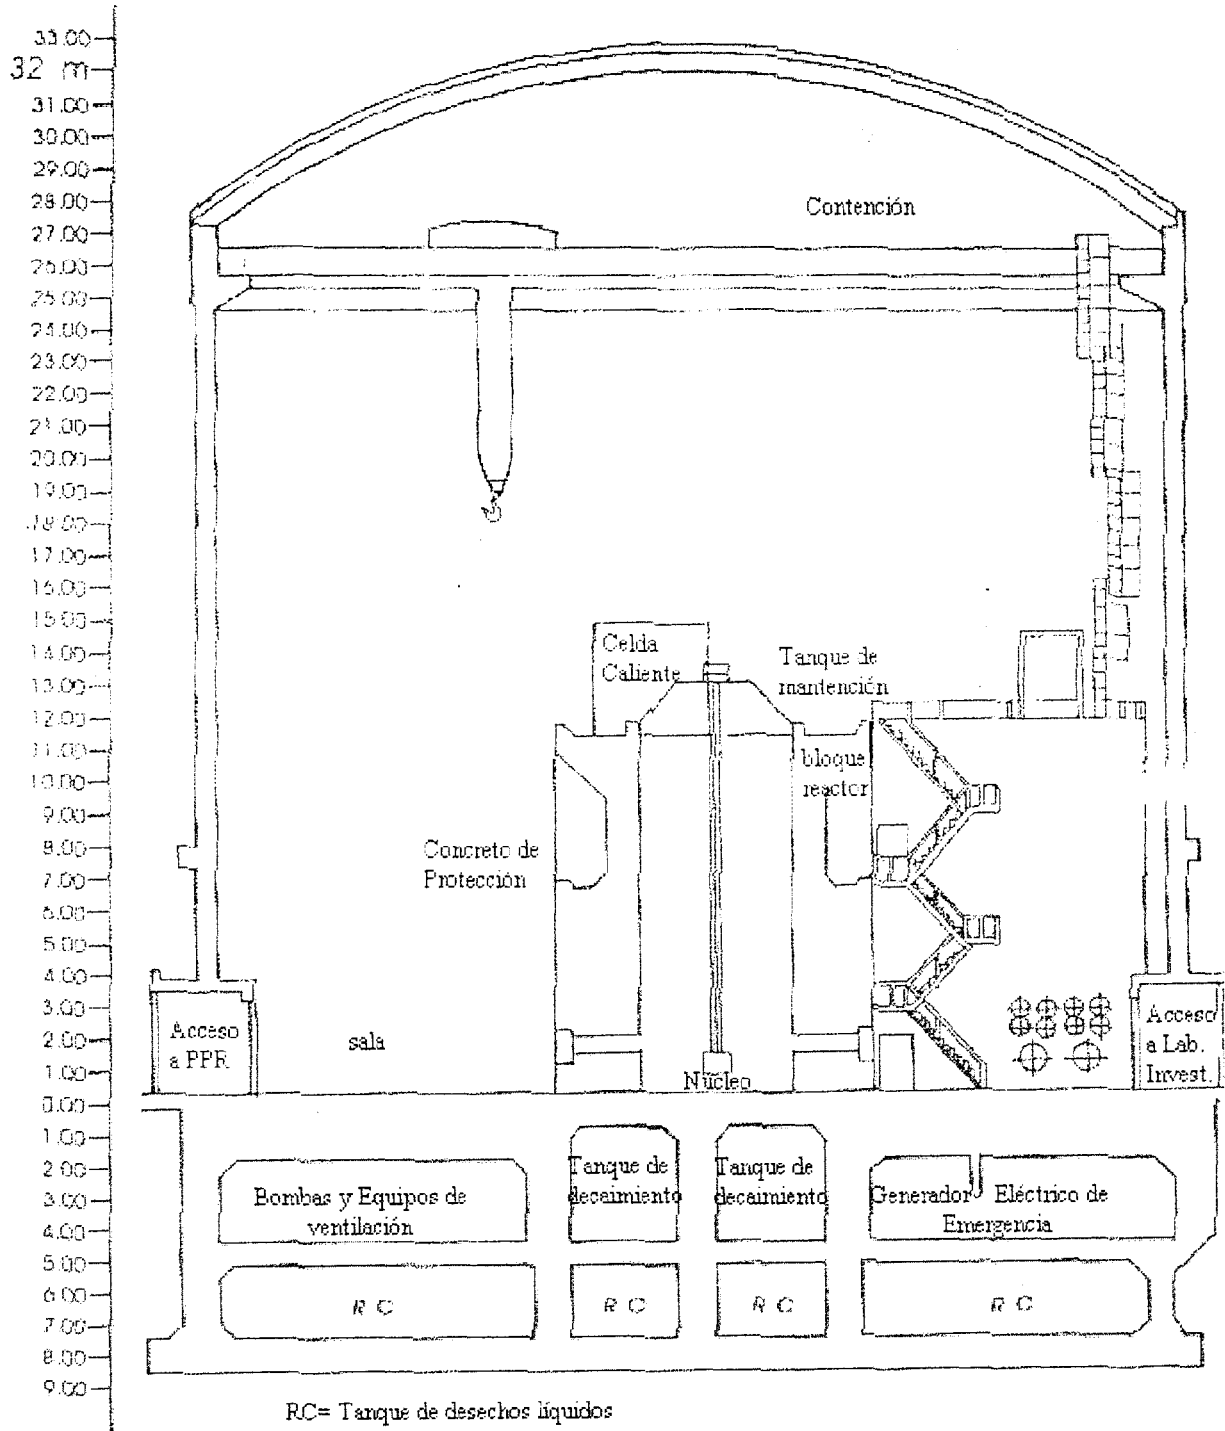 33.00
32 m
31.00
30.00
29.00
28.00
Contención
27.00
26.00
25.00
24.00
23.00
22.00
21.00
20.00
19.00
18.00
17.00
16.00
15.00
Celda
Caliente
14.00
Tanque de
mantención
13.00
12.00
11.00
bloque
reactor
10.00
9.00
8.00
Concreto de
Protección
7.00
6.00
5.00
4.00
3.00
Acceso
a PPR
sala
Acceso
a Lab.
Invest.
2.00
1.00
Núcleo
0.00
1.00
2.00
Bombas y Equipos de
ventilación
Tanque de
decaimiento
Tanque de
decaimiento
Generador Eléctrico de
Emergencia
3.00
4.00
5.00
6.00
R C
R C
R C
R C
7.00
8.00
9.00
RC= Tanque de desechos líquidos